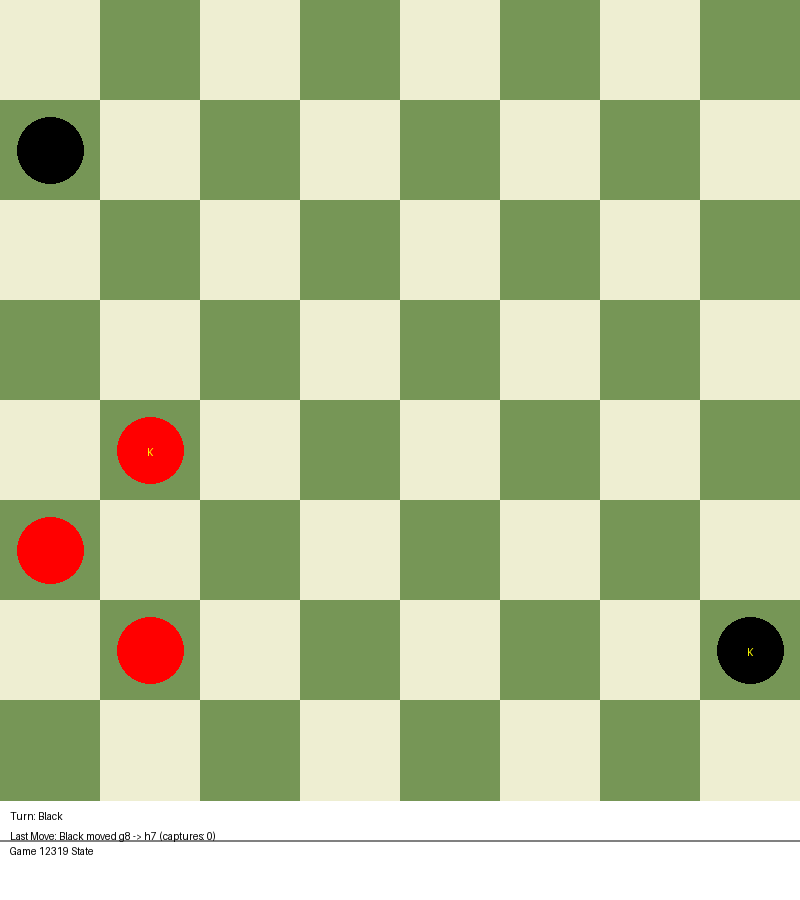 K
K
Turn: Black
Last Move: Black moved g8 -> h7 (captures: 0)
Game 12319 State